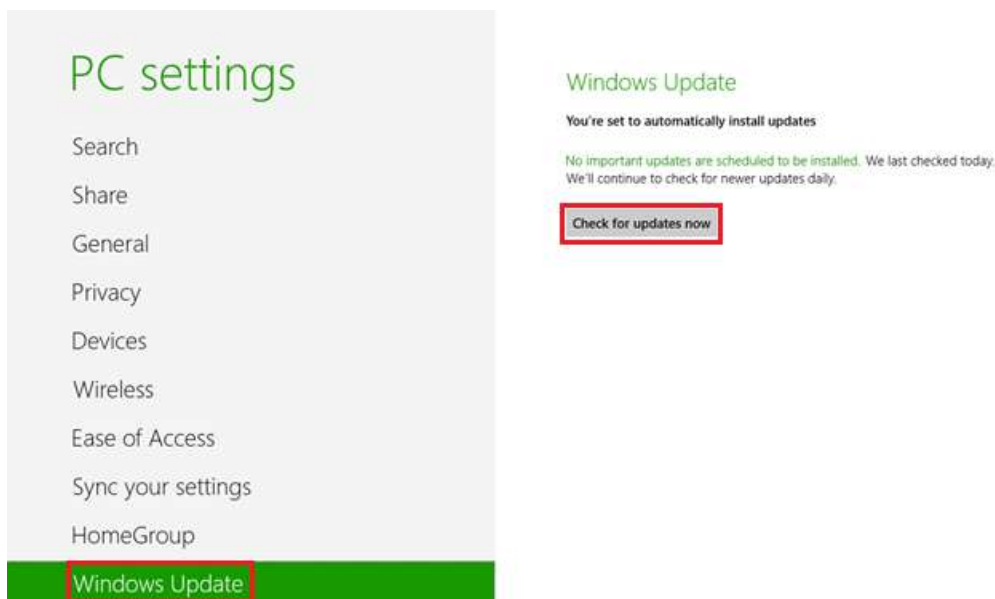 PC settings
Search
Share
General
Privacy
Devices
Wireless
Ease of Access
Sync your settings
HomeGroup
Windows Update
Windows Update
You're set to automatically install updates
No important updates are scheduled to be installed. We last checked today.
We'll continue to check for newer updates daily.
Check for updates now